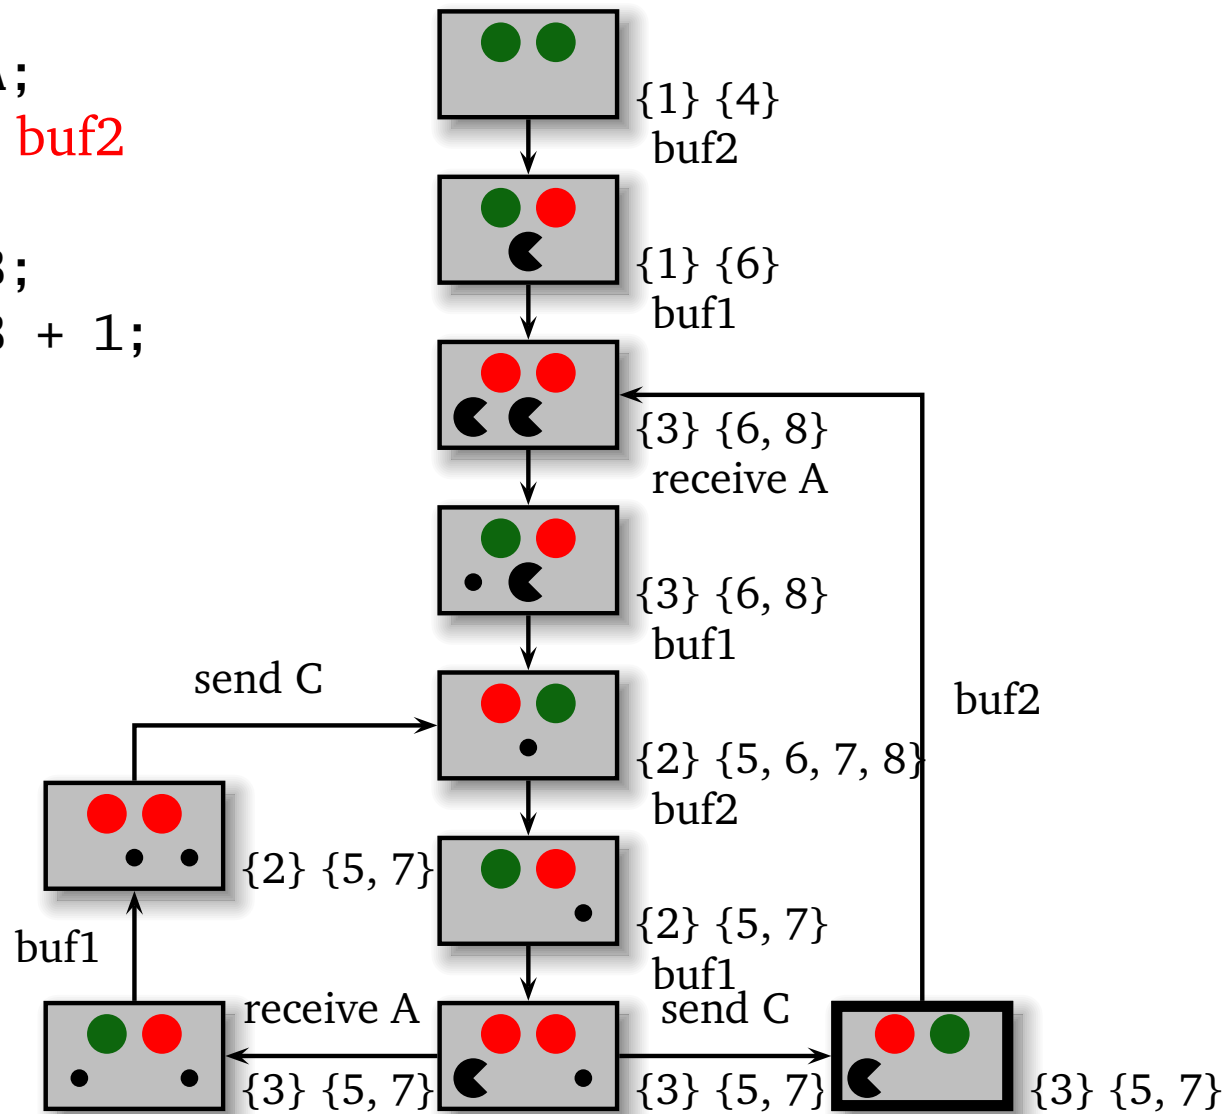 A;
buf2
3;
3 + 1;
{1} {4}
buf2
{1} {6}
buf1
{3} {6, 8}
receive A
{3} {6, 8}
buf1
send C
buf2
{2} {5, 6, 7, 8}
buf2
{2} {5, 7}
{2} {5, 7}
buf1
buf1
receive A
send C
{3} {5, 7}
{3} {5, 7}
{3} {5, 7}